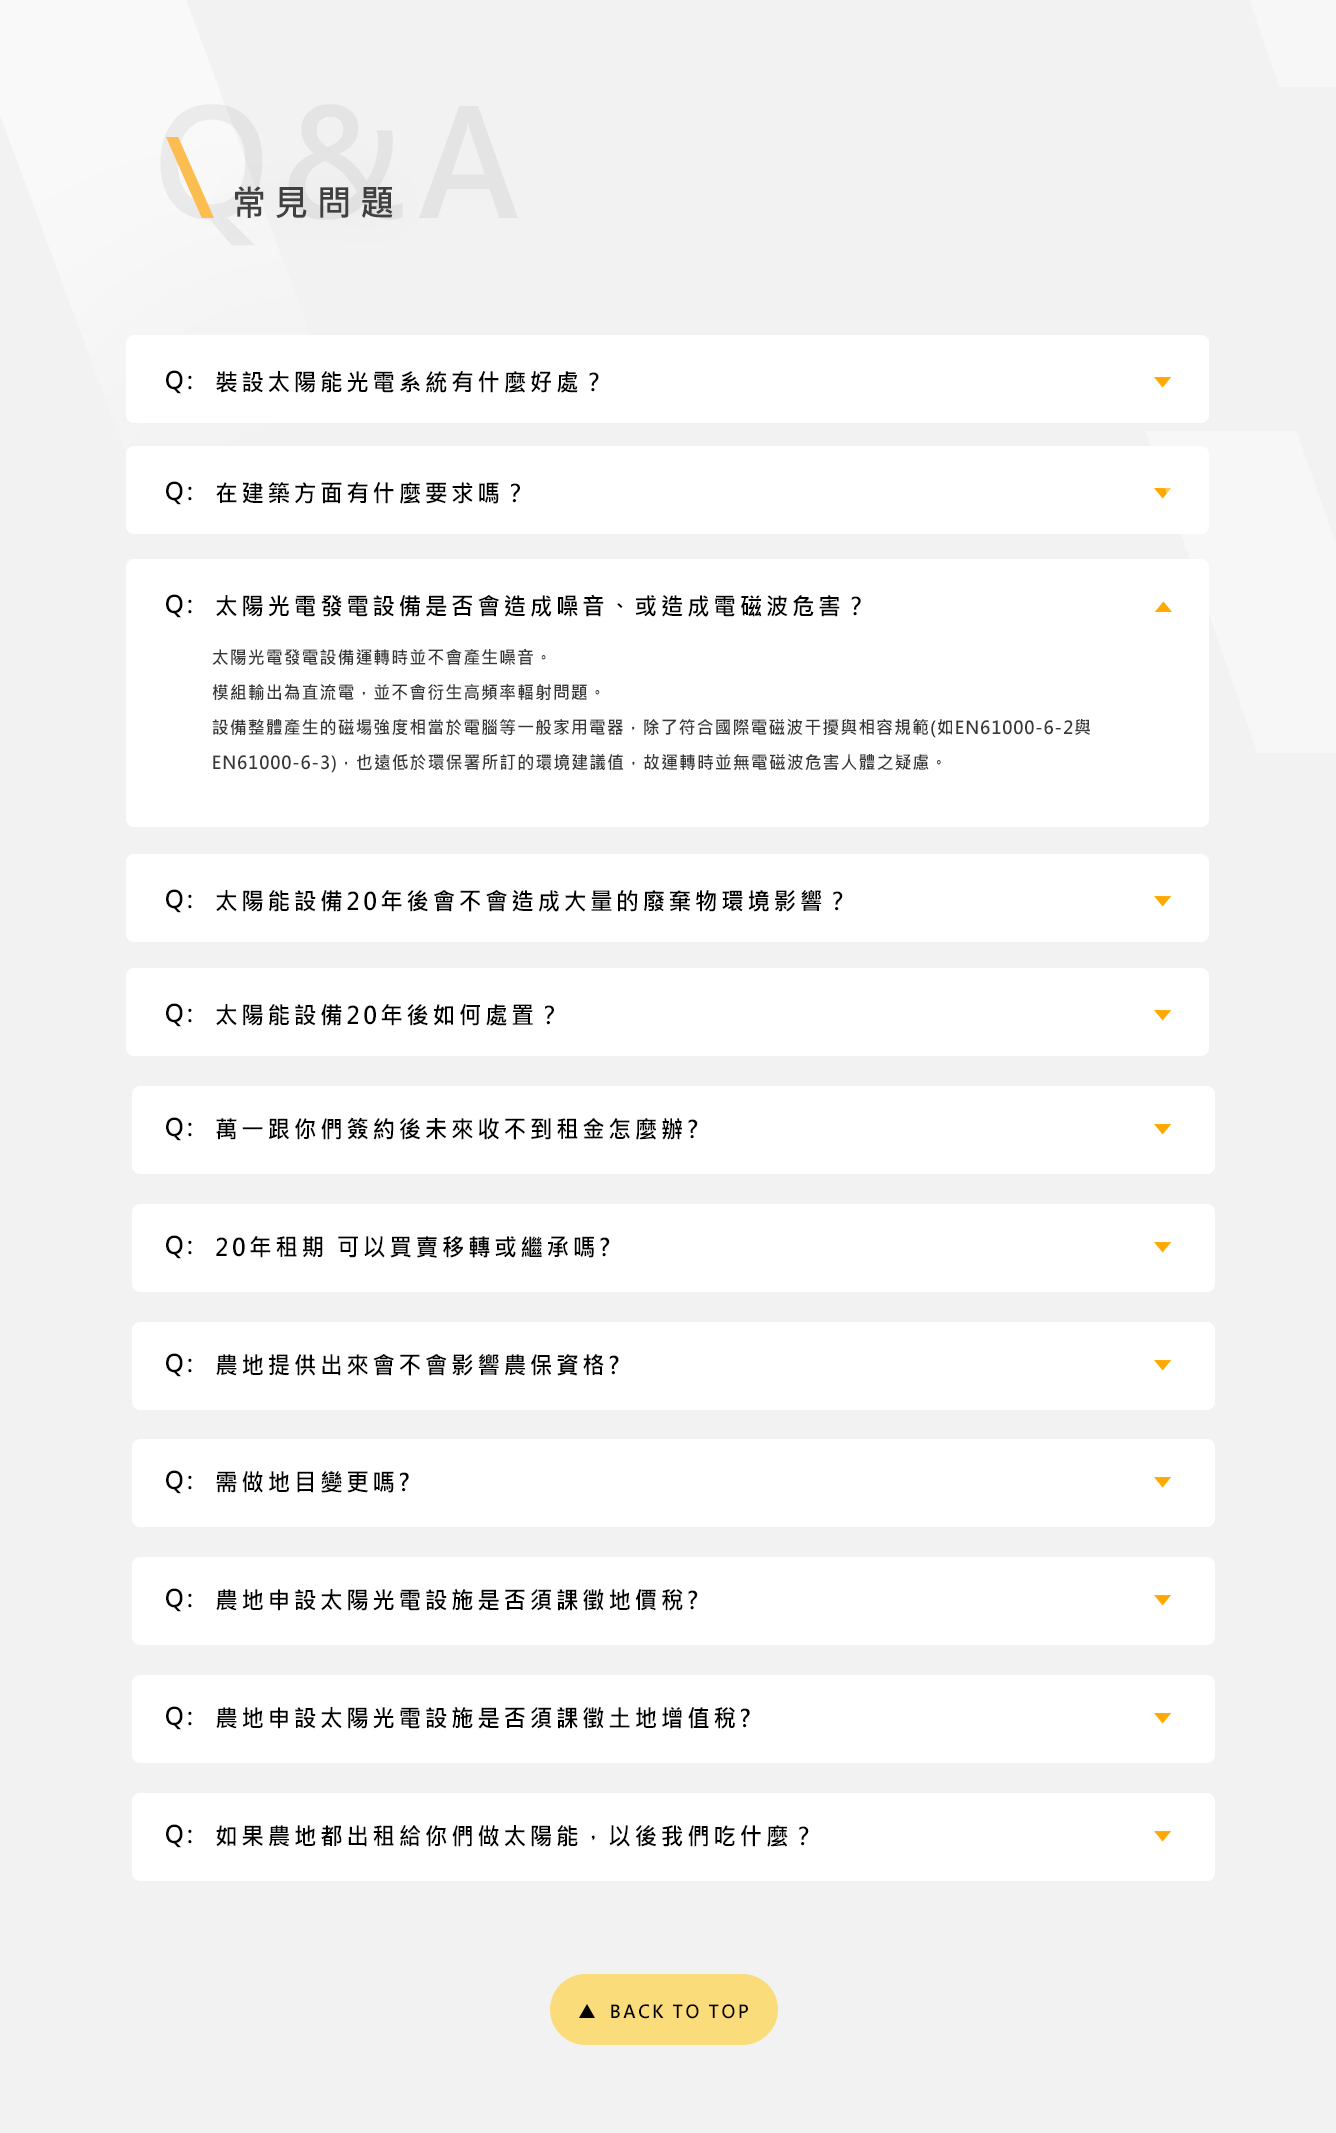 Q&A
常見問題
Q: 裝設太陽能光電系統有什麼好處？
Q: 在建築方面有什麼要求嗎？
Q: 太陽光電發電設備是否會造成噪音、或造成電磁波危害？
太陽光電發電設備運轉時並不會產生噪音。
模組輸出為直流電，並不會衍生高頻率輻射問題。
設備整體產生的磁場強度相當於電腦等一般家用電器，除了符合國際電磁波干擾與相容規範(如EN61000-6-2與
EN61000-6-3)，也遠低於環保署所訂的環境建議值，故運轉時並無電磁波危害人體之疑慮。
Q: 太陽能設備20年後會不會造成大量的廢棄物環境影響？
Q: 太陽能設備20年後如何處置？
Q: 萬一跟你們簽約後未來收不到租金怎麼辦?
Q: 20年租期 可以買賣移轉或繼承嗎?
Q: 農地提供出來會不會影響農保資格?
Q: 需做地目變更嗎?
Q: 農地申設太陽光電設施是否須課徵地價稅?
Q: 農地申設太陽光電設施是否須課徵土地增值稅?
Q: 如果農地都出租給你們做太陽能，以後我們吃什麼？
▲ BACK TO TOP